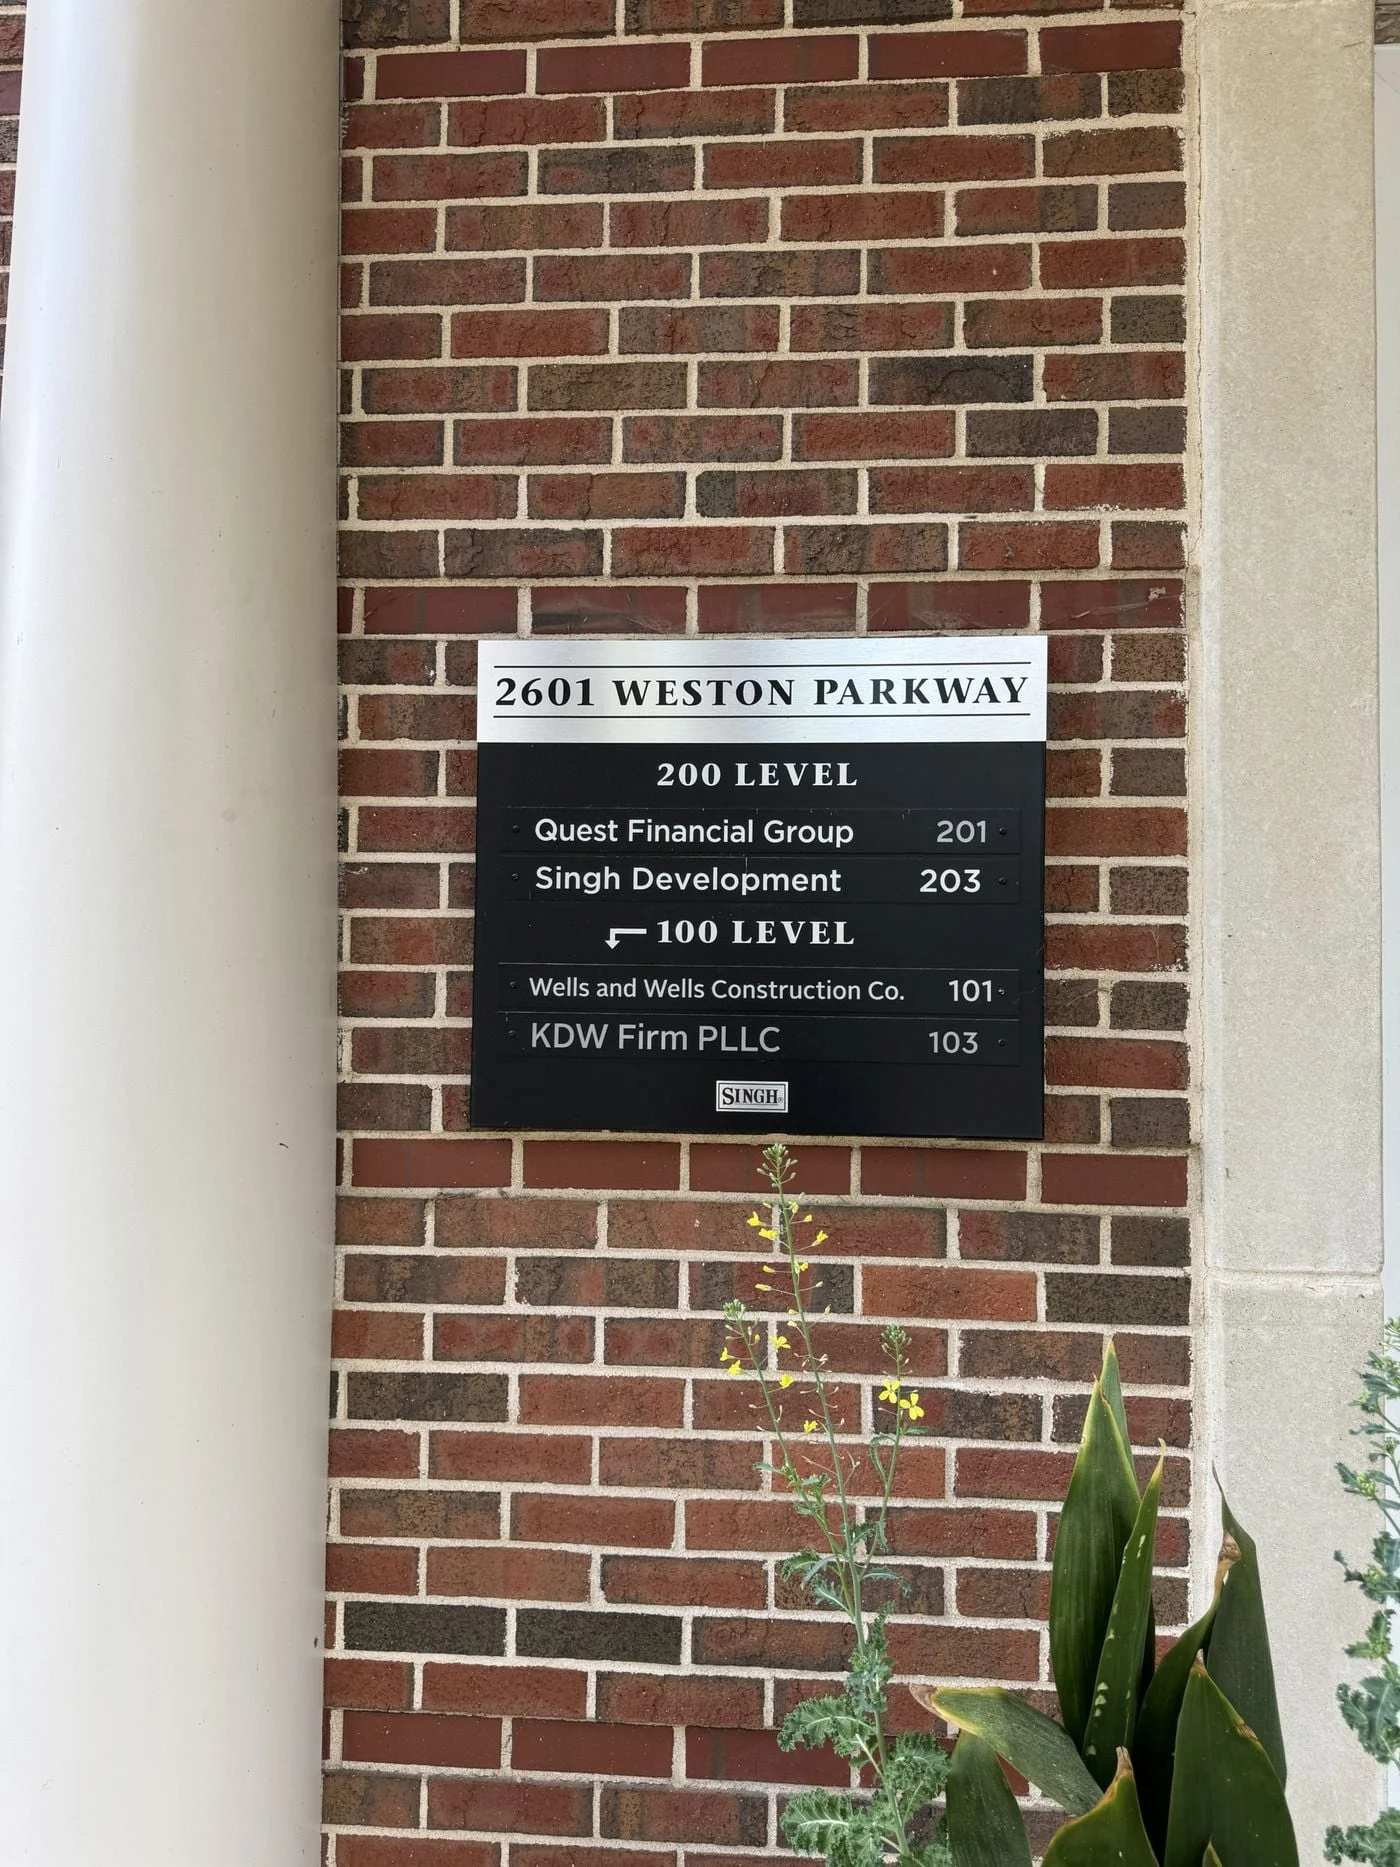 2601 WESTON PARKWAY
200 LEVEL
Quest Financial Group 201
Singh Development 203
100 LEVEL
Wells and Wells Construction Co. 101
KDW Firm PLLC 103
SINGH®